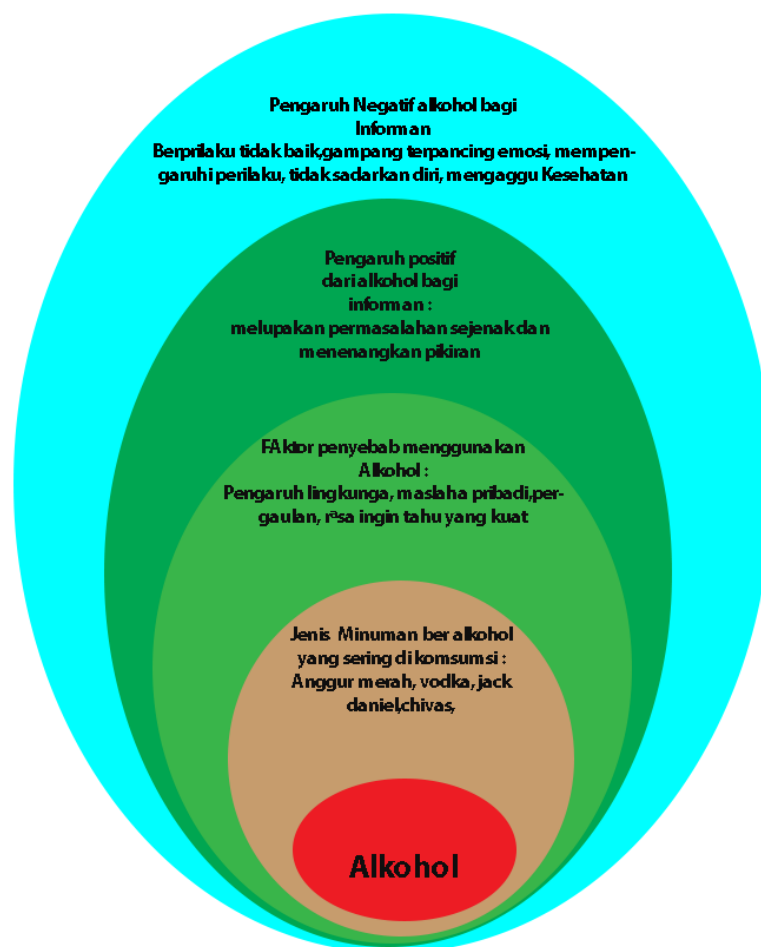 Pengaruh Negatif alkohol bagi
Informan
Berprilaku tidak baik,gampang terpancing emosi, mempen-
garuhi perilaku, tidak sadarkan diri, mengaggu Kesehatan
Pengaruh positif
dari alkohol bagi
informan :
melupakan permasalahan sejenak dan
menenangkan pikiran
FAktor penyebab menggunakan
Alkohol :
Pengaruh lingkunga, maslaha pribadi,per-
gaulan, rasa ingin tahu yang kuat
Jenis Minuman ber alkohol
yang sering di komsumsi :
Anggur merah, vodka, jack
daniel,chivas,
Alkohol